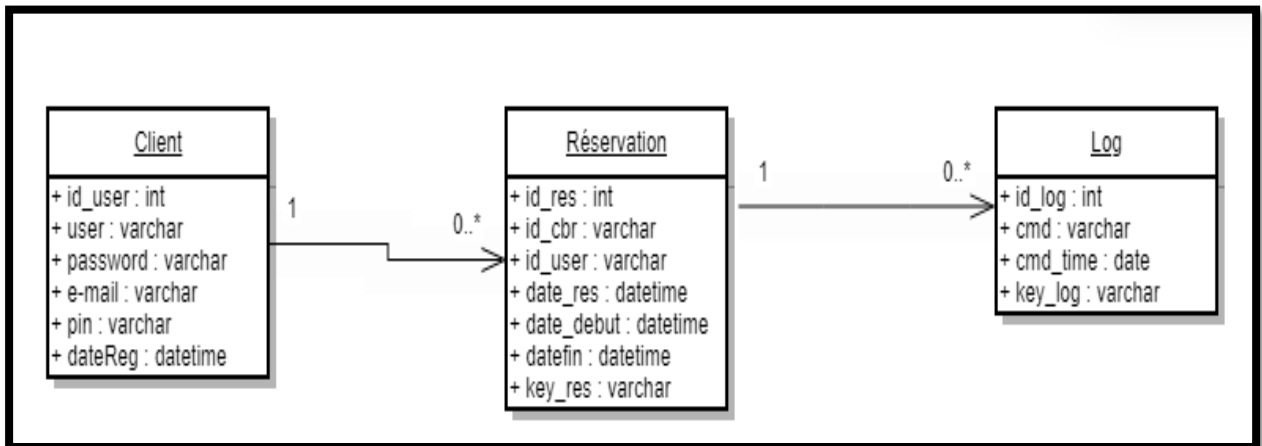 Client
+ id_user : int
+ user : varchar
+ password : varchar
+ e-mail : varchar
+ pin : varchar
+ dateReg : datetime
1
0..*
Réservation
+ id_res : int
+ id_cbr : varchar
+ id_user : varchar
+ date_res : datetime
+ date_debut : datetime
+ datefin : datetime
+ key_res : varchar
1
0..*
Log
+ id_log : int
+ cmd : varchar
+ cmd_time : date
+ key_log : varchar